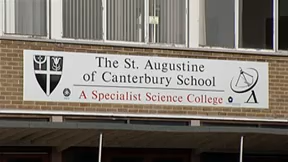 The St. Augustine
of Canterbury School
A Specialist Science College